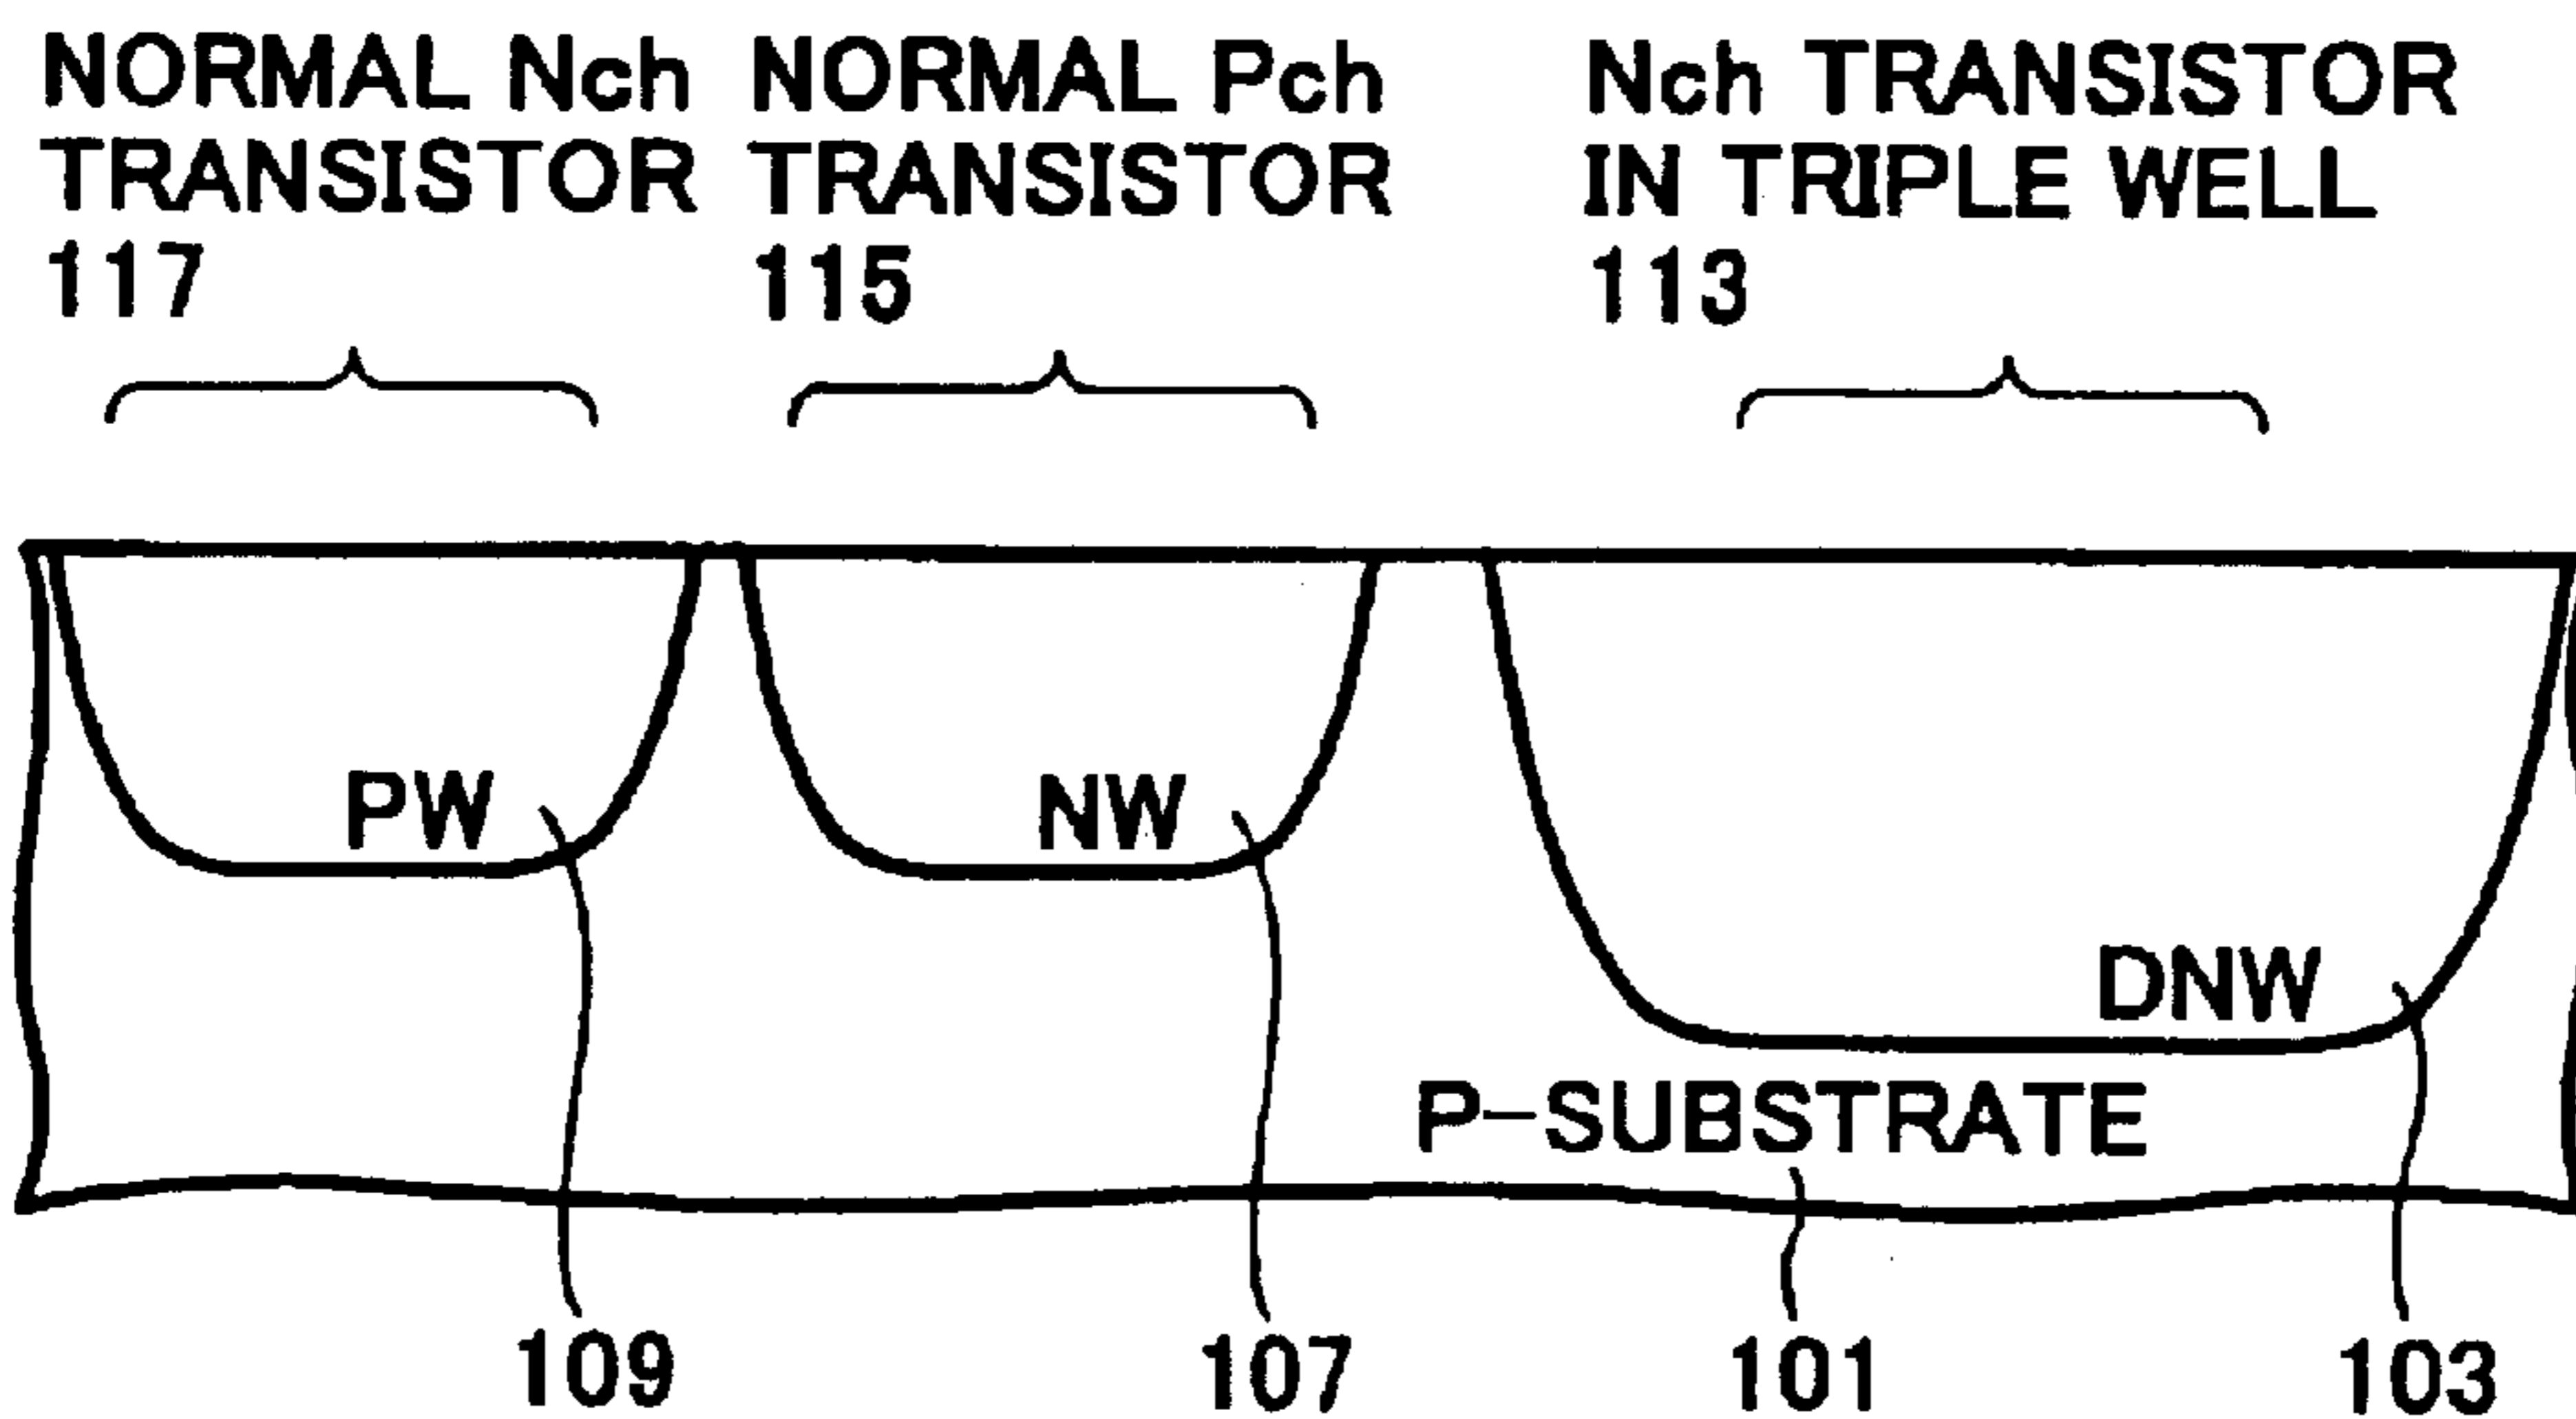 NORMAL Nch
TRANSISTOR
117
NORMAL Pch
TRANSISTOR
115
Nch TRANSISTOR
IN TRIPLE WELL
113
PW
NW
DNW
P-SUBSTRATE
109
107
101
103